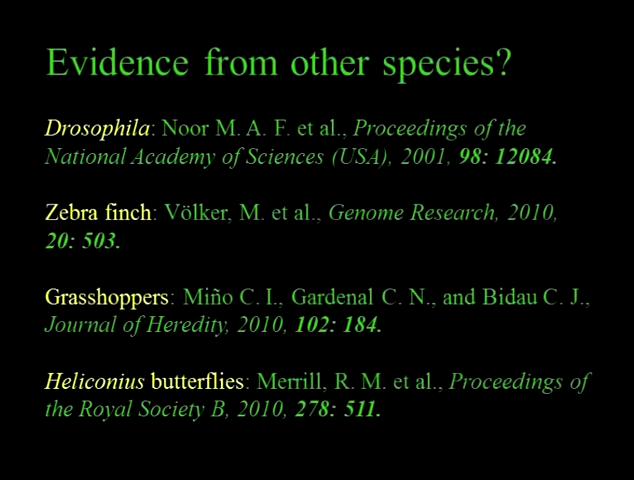 Evidence from other species?
Drosophila: Noor M. A. F. et al., Proceedings of the
National Academy of Sciences (USA), 2001, 98: 12084.
Zebra finch: Völker, M. et al., Genome Research, 2010,
20: 503.
Grasshoppers: Miño C. I., Gardenal C. N., and Bidau C. J.,
Journal of Heredity, 2010, 102: 184.
Heliconius butterflies: Merrill, R. M. et al., Proceedings of
the Royal Society B, 2010, 278: 511.